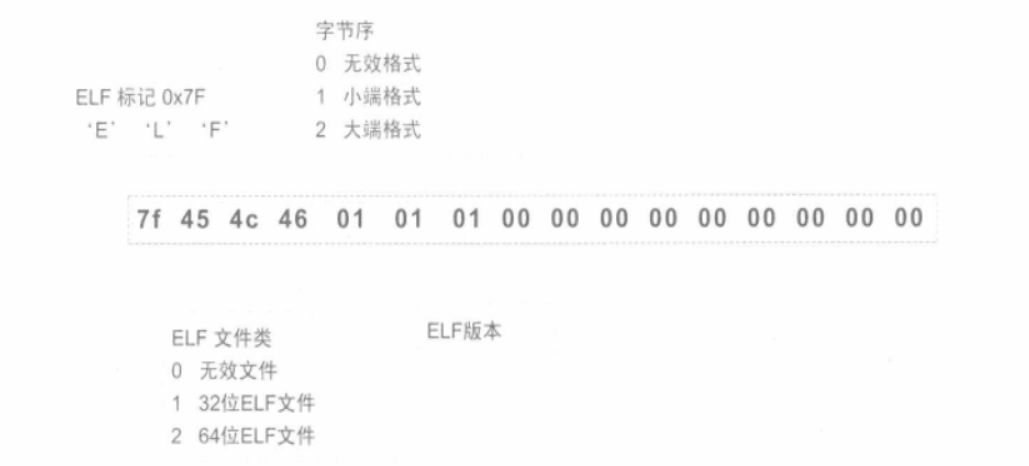 字节序
0 无效格式
ELF 标记 0x7F
1 小端格式
‘E’ ‘L’ ‘F’
2 大端格式
7f 45 4c 46 01 01 01 00 00 00 00 00 00 00 00 00
ELF 文件类
ELF版本
0 无效文件
1 32位ELF文件
2 64位ELF文件